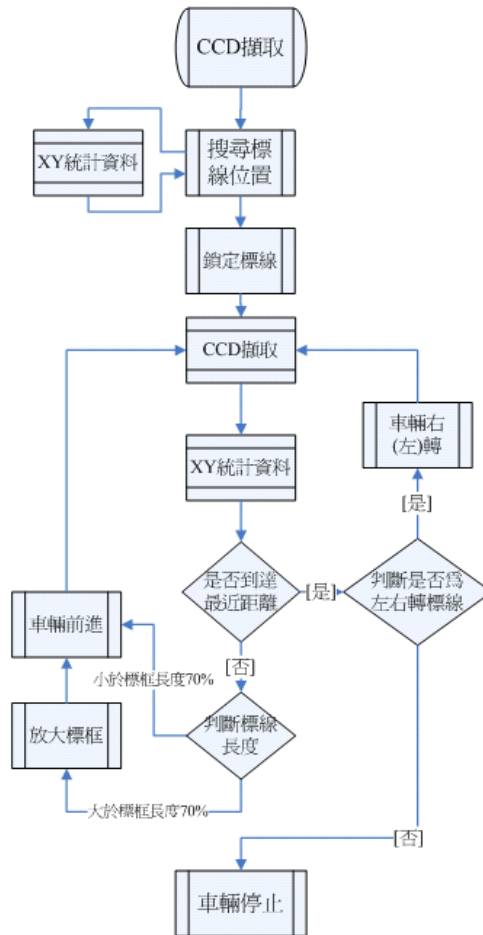 CCD擷取
搜尋標
線位置
XY統計資料
鎖定標線
CCD擷取
車輛右
(左)轉
XY統計資料
[是]
是否到達
最近距離
[是]
判斷是否為
左右轉標線
車輛前進
[否]
小於標框長度70%
放大標框
判斷標線
長度
大於標框長度70%
[否]
車輛停止